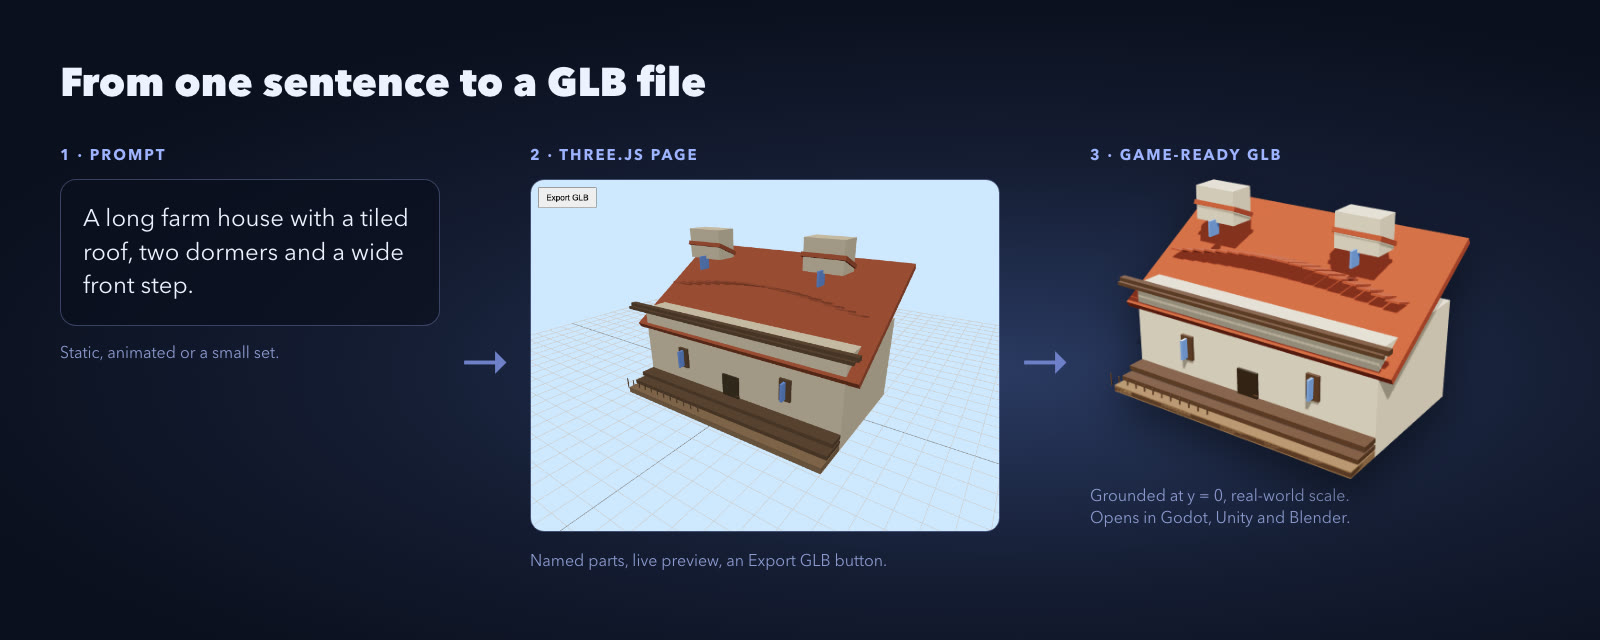 From one sentence to a GLB file
1 · PROMPT
A long farm house with a tiled
roof, two dormers and a wide
front step.
Static, animated or a small set.
2 · THREE.JS PAGE
Export GLB
Named parts, live preview, an Export GLB button.
3 · GAME-READY GLB
Grounded at y = 0, real-world scale.
Opens in Godot, Unity and Blender.